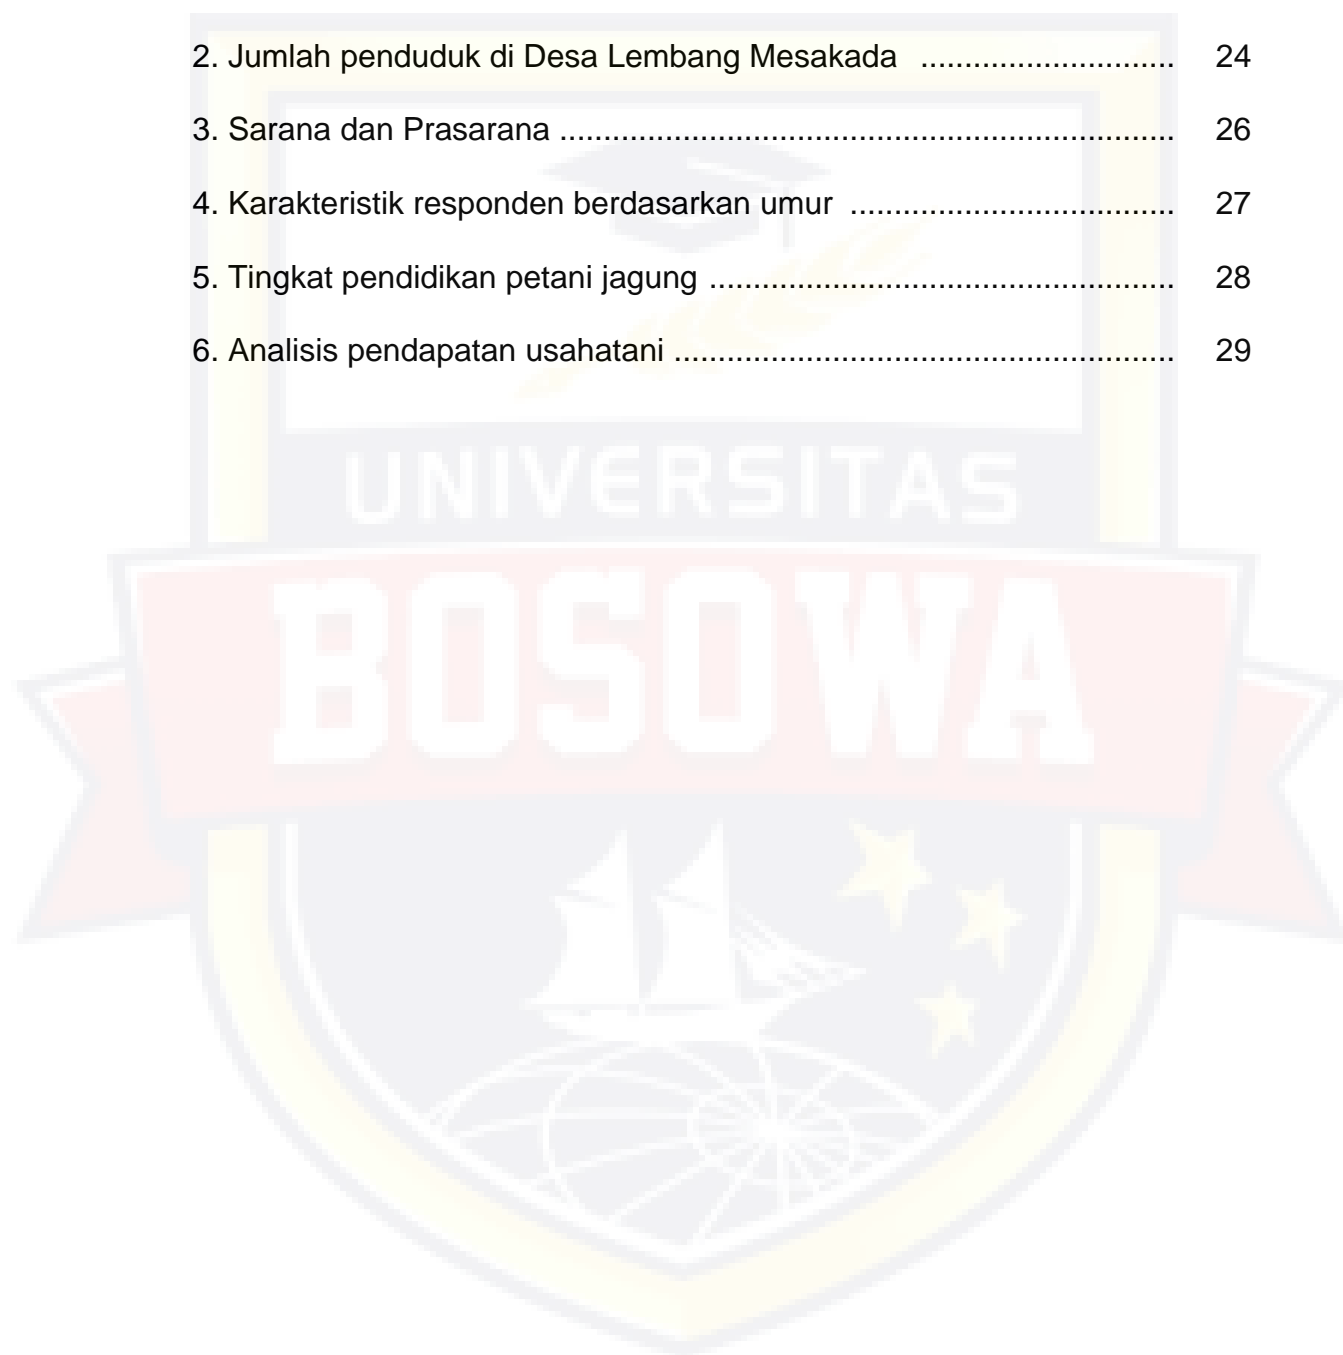 2. Jumlah penduduk di Desa Lembang Mesakada ............................ 24
3. Sarana dan Prasarana ...................................................................... 26
4. Karakteristik responden berdasarkan umur ..................................... 27
5. Tingkat pendidikan petani jagung ..................................................... 28
6. Analisis pendapatan usahatani ......................................................... 29
UNIVERSITAS
BOSOWA